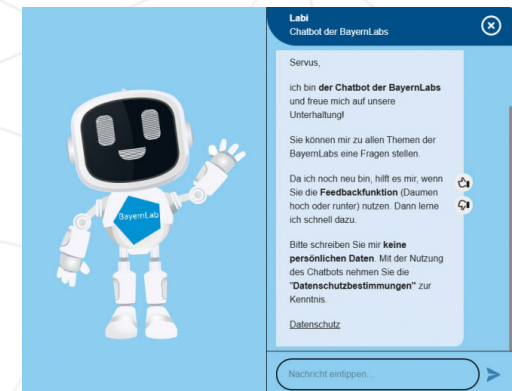 BayernLab
Labi
Chatbot der BayernLabs
Servus,
ich bin der Chatbot der BayernLabs
und freue mich auf unsere
Unterhaltung!
Sie können mir zu allen Themen der
BayernLabs eine Fragen stellen.
Da ich noch neu bin, hilft es mir, wenn
Sie die Feedbackfunktion (Daumen
hoch oder runter) nutzen. Dann lerne
ich schnell dazu.
Bitte schreiben Sie mir keine
persönlichen Daten. Mit der Nutzung
des Chatbots nehmen Sie die
"Datenschutzbestimmungen" zur
Kenntnis.
Datenschutz
Nachricht eintippen...